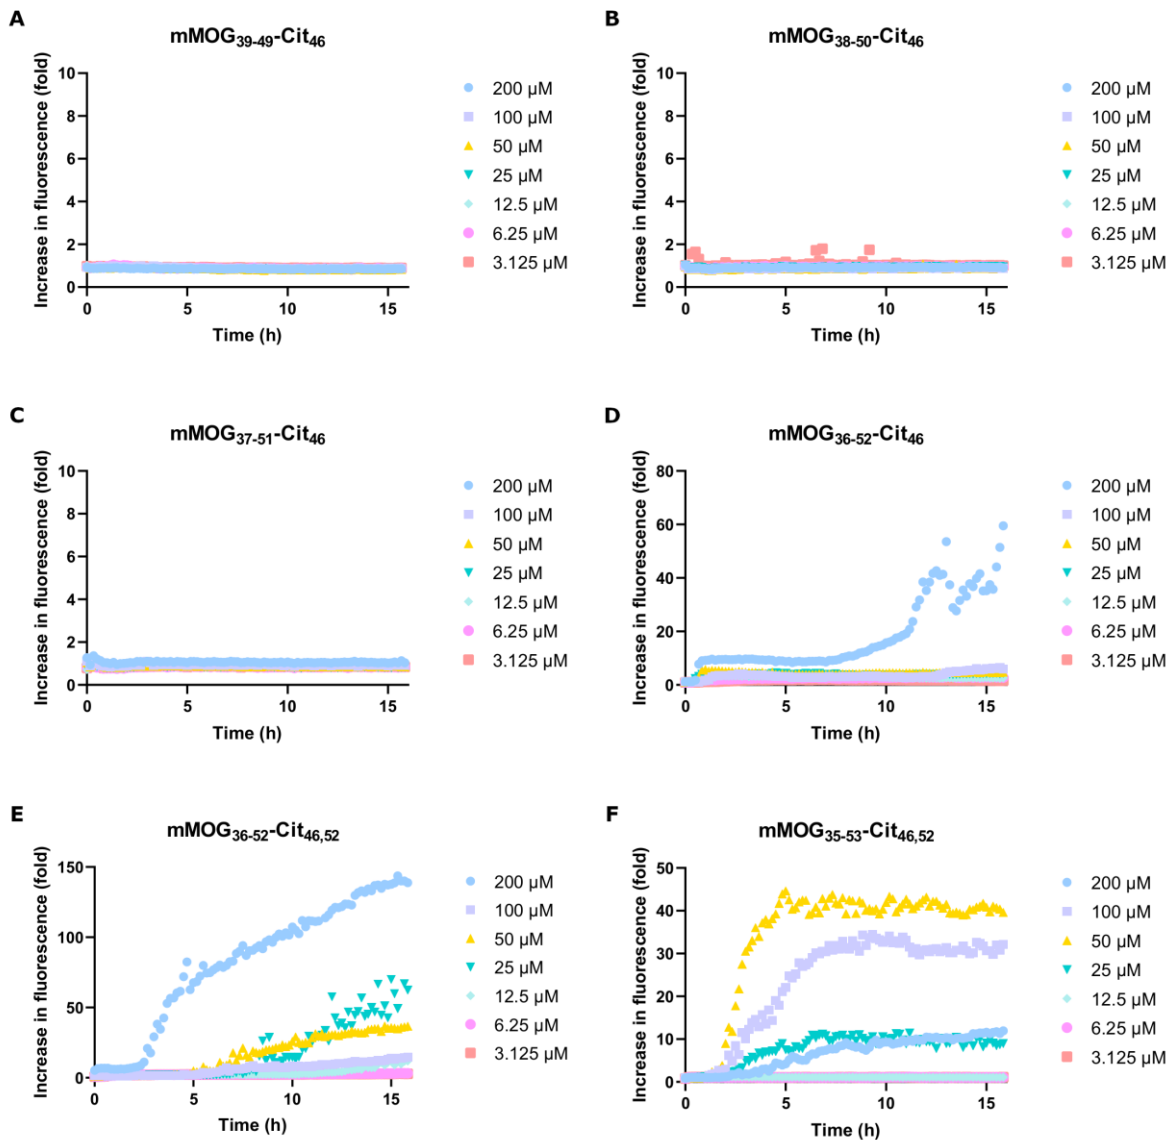 A
mMOG39-49-Cit46
Increase in fluorescence (fold)
10
8
6
4
2
0
0 5 10 15
Time (h)
200 µM
100 µM
50 µM
25 µM
12.5 µM
6.25 µM
3.125 µM
B
mMOG38-50-Cit46
Increase in fluorescence (fold)
10
8
6
4
2
0
0 5 10 15
Time (h)
200 µM
100 µM
50 µM
25 µM
12.5 µM
6.25 µM
3.125 µM
C
mMOG37-51-Cit46
Increase in fluorescence (fold)
10
8
6
4
2
0
0 5 10 15
Time (h)
200 µM
100 µM
50 µM
25 µM
12.5 µM
6.25 µM
3.125 µM
D
mMOG36-52-Cit46
Increase in fluorescence (fold)
80
60
40
20
0
0 5 10 15
Time (h)
200 µM
100 µM
50 µM
25 µM
12.5 µM
6.25 µM
3.125 µM
E
mMOG36-52-Cit46,52
Increase in fluorescence (fold)
150
100
50
0
0 5 10 15
Time (h)
200 µM
100 µM
50 µM
25 µM
12.5 µM
6.25 µM
3.125 µM
F
mMOG35-53-Cit46,52
Increase in fluorescence (fold)
50
40
30
20
10
0
0 5 10 15
Time (h)
200 µM
100 µM
50 µM
25 µM
12.5 µM
6.25 µM
3.125 µM